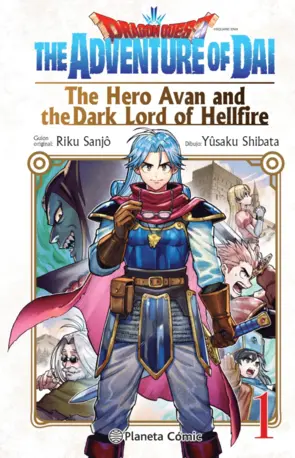 DRAGON QUEST
THE ADVENTURE OF DAI
The Hero Avan and
the Dark Lord of Hellfire
Guion original: Riku Sanjô
Dibujo: Yûsaku Shibata
1
Planeta Cómic